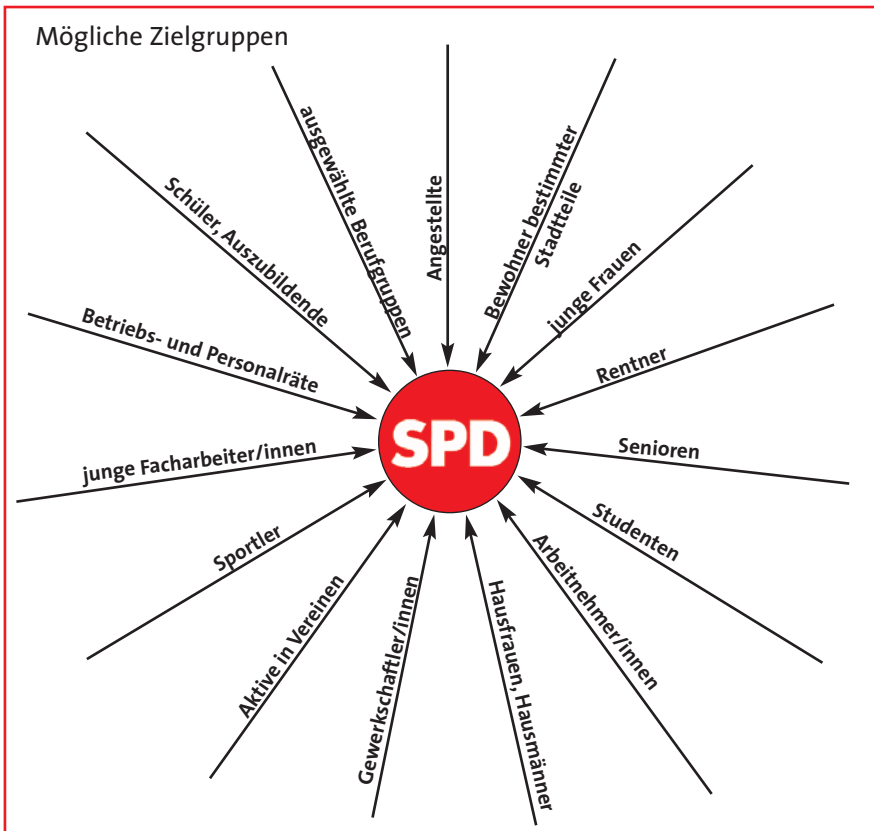 Mögliche Zielgruppen
ausgewählte Berufgruppen
Angestellte
Bewohner bestimmter
Stadtteile
junge Frauen
Rentner
Senioren
Studenten
Arbeitnehmer/innen
Hausfrauen, Hausmänner
Gewerkschaftler/innen
Aktive in Vereinen
Sportler
junge Facharbeiter/innen
Betriebs- und Personalräte
Schüler, Auszubildende
SPD